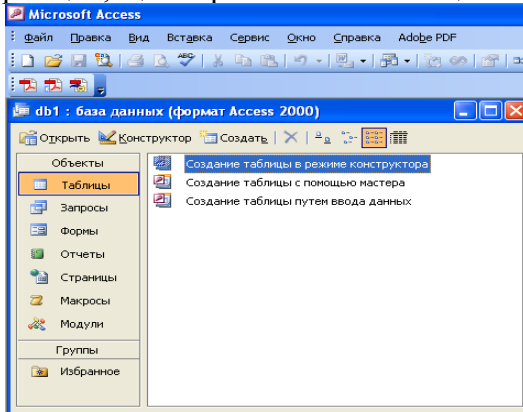 Microsoft Access
Файл Правка Вид Вставка Сервис Окно Справка Adobe PDF
db1 : база данных (формат Access 2000)
Открыть Конструктор Создать
Объекты
Таблицы
Запросы
Формы
Отчеты
Страницы
Макросы
Модули
Группы
Избранное
Создание таблицы в режиме конструктора
Создание таблицы с помощью мастера
Создание таблицы путем ввода данных